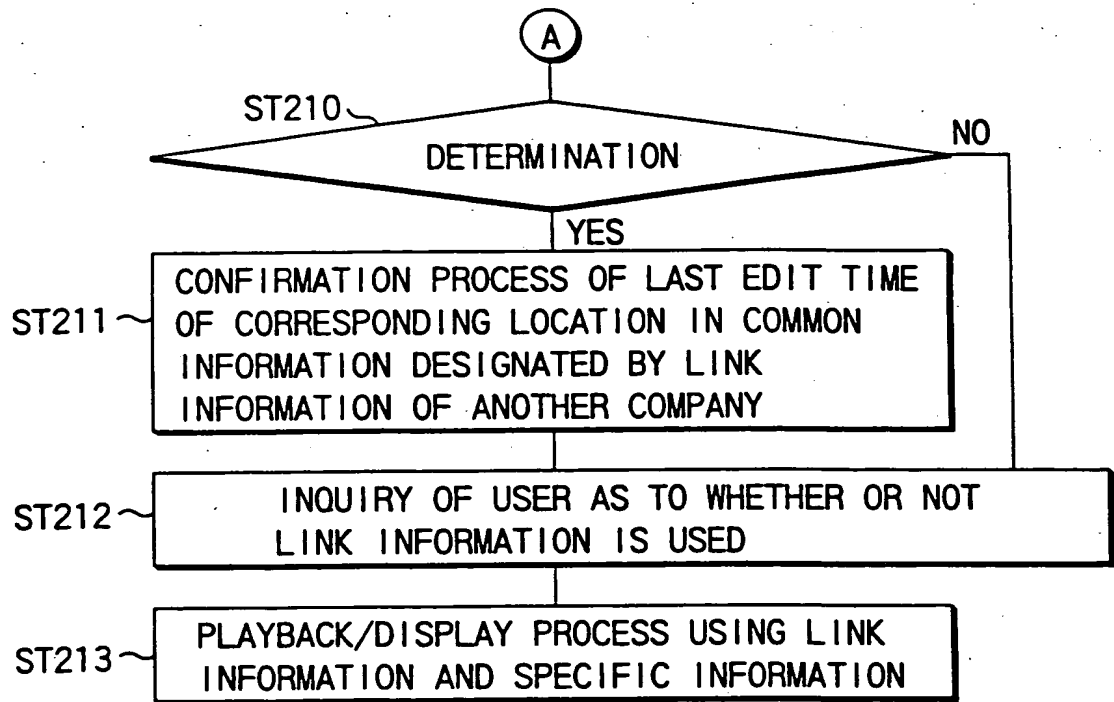 A
ST210
DETERMINATION
NO
YES
ST211
CONFIRMATION PROCESS OF LAST EDIT TIME
OF CORRESPONDING LOCATION IN COMMON
INFORMATION DESIGNATED BY LINK
INFORMATION OF ANOTHER COMPANY
ST212
INQUIRY OF USER AS TO WHETHER OR NOT
LINK INFORMATION IS USED
ST213
PLAYBACK/DISPLAY PROCESS USING LINK
INFORMATION AND SPECIFIC INFORMATION